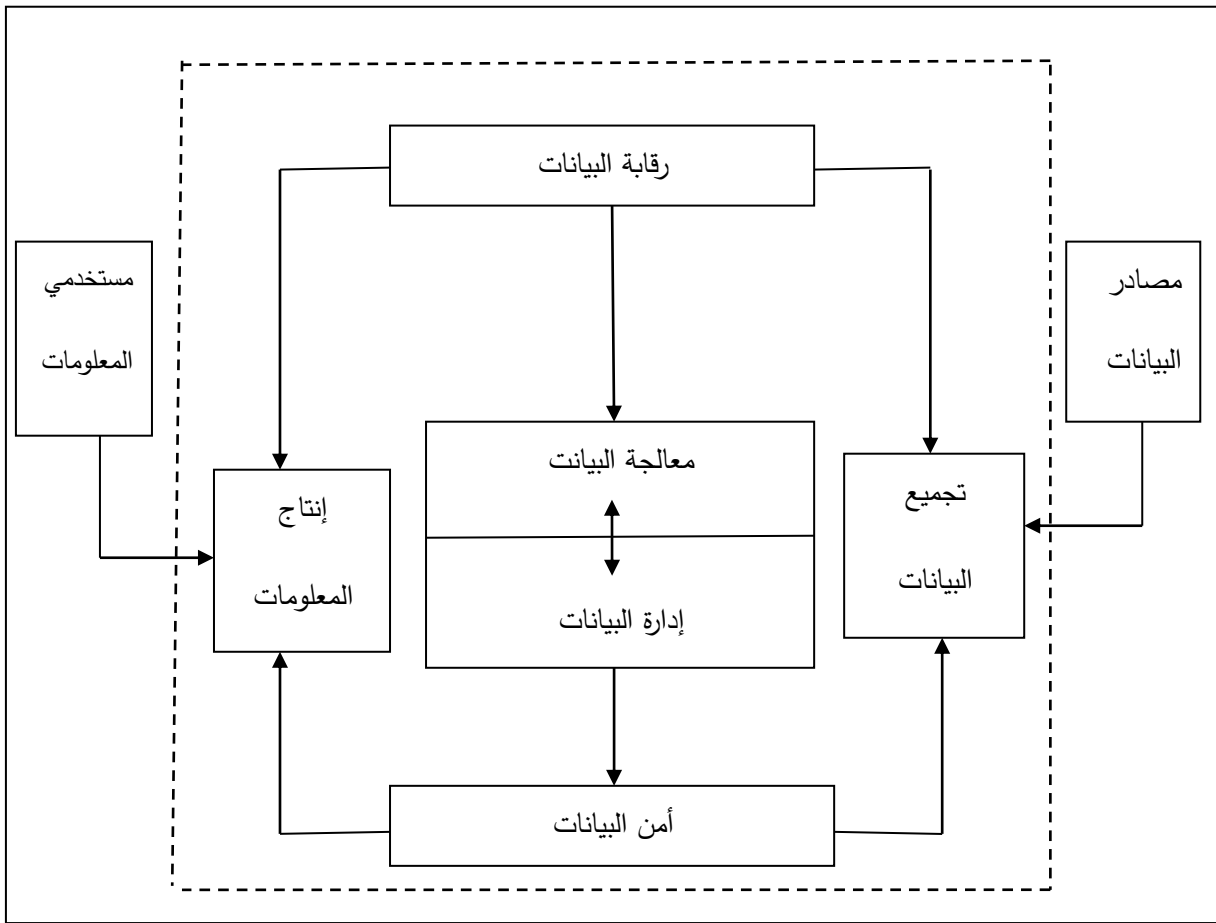 رقابة البيانات
مصادر
البيانات
مستخدمي
المعلومات
تجميع
البيانات
معالجة البيانت
إدارة البيانات
إنتاج
المعلومات
أمن البيانات